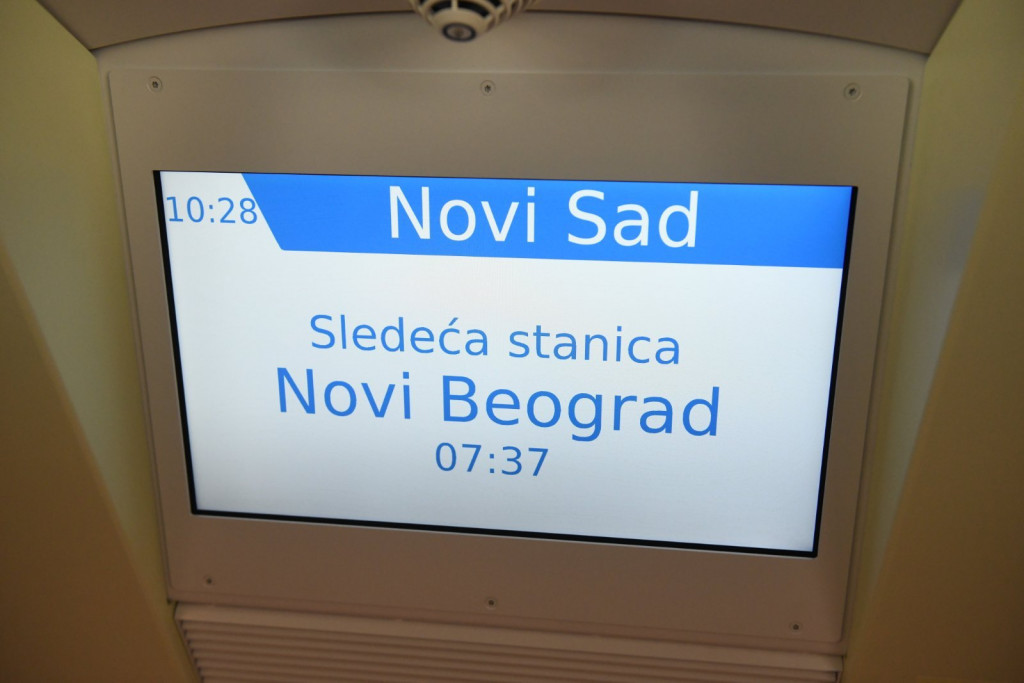 10:28
Novi Sad
Sledeća stanica
Novi Beograd
07:37